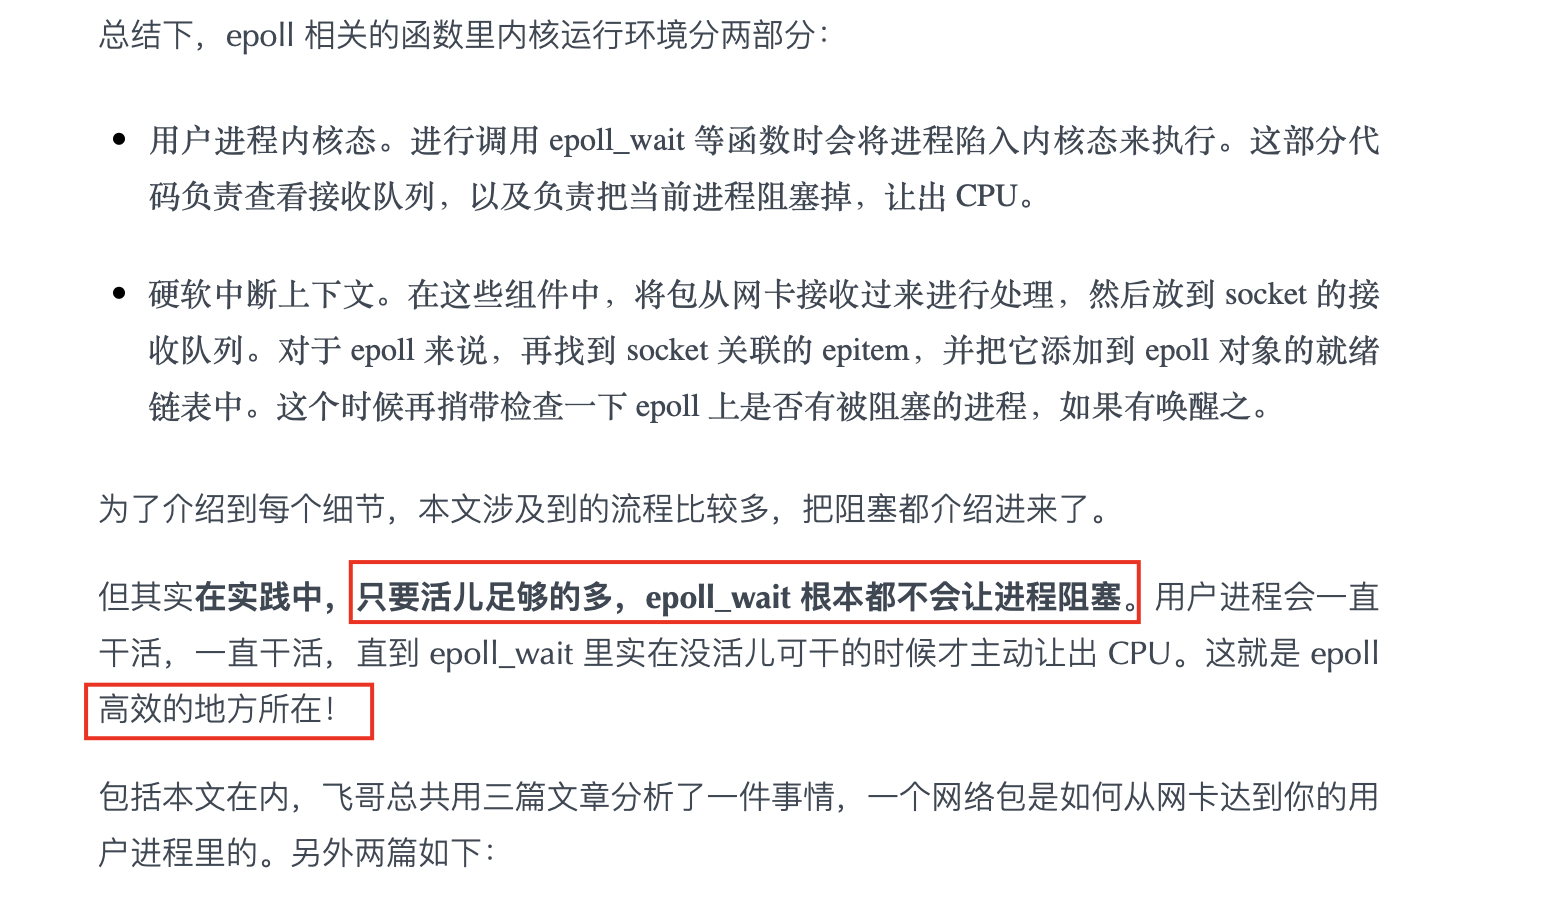 总结下，epoll 相关的函数里内核运行环境分两部分：
用户进程内核态。进行调用 epoll_wait 等函数时会将进程陷入内核态来执行。这部分代
码负责查看接收队列，以及负责把当前进程阻塞掉，让出 CPU。
硬软中断上下文。在这些组件中，将包从网卡接收过来进行处理，然后放到 socket 的接
收队列。对于 epoll 来说，再找到 socket 关联的 epitem，并把它添加到 epoll 对象的就绪
链表中。这个时候再捎带检查一下 epoll 上是否有被阻塞的进程，如果有唤醒之。
为了介绍到每个细节，本文涉及到的流程比较多，把阻塞都介绍进来了。
但其实在实践中，只要活儿足够的多，epoll_wait 根本都不会让进程阻塞。用户进程会一直
干活，一直干活，直到 epoll_wait 里实在没活儿可干的时候才主动让出 CPU。这就是 epoll
高效的地方所在！
包括本文在内，飞哥总共用三篇文章分析了一件事情，一个网络包是如何从网卡达到你的用
户进程里的。另外两篇如下：